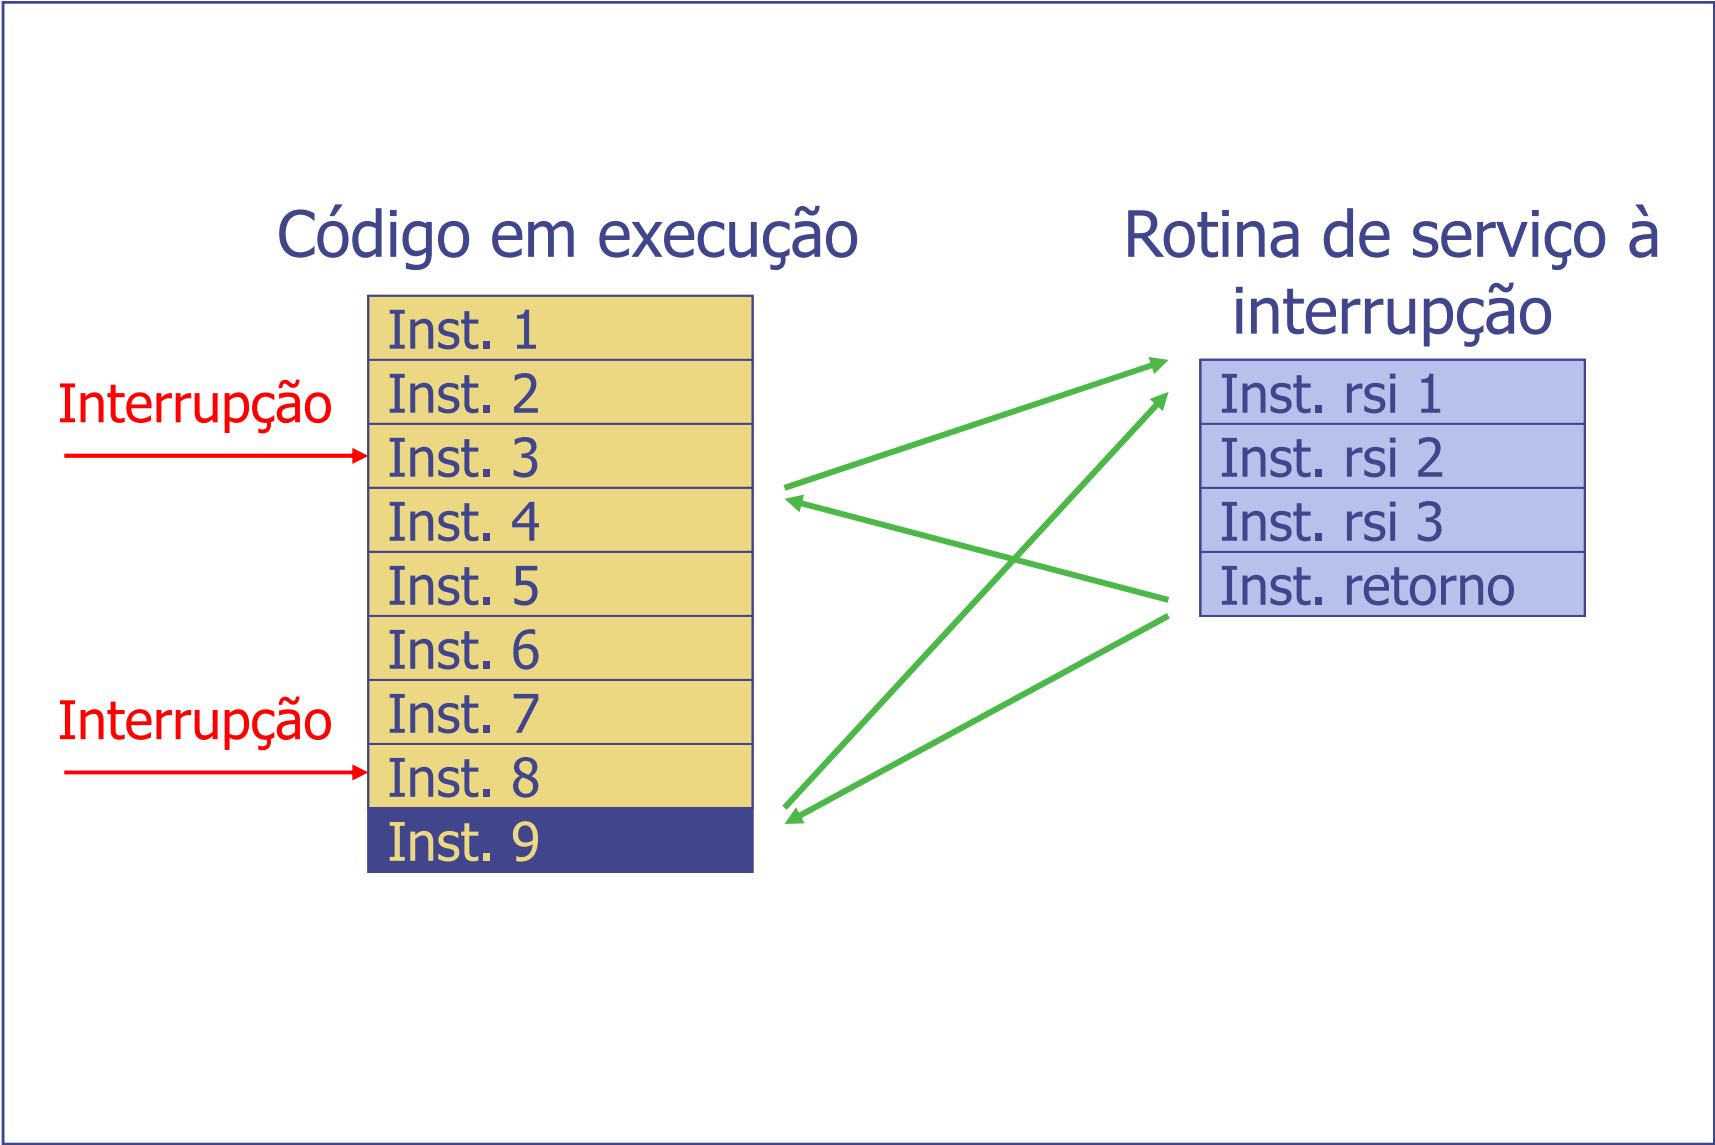 Código em execução
Rotina de serviço à
interrupção
Interrupção
Interrupção
Inst. 1
Inst. 2
Inst. 3
Inst. 4
Inst. 5
Inst. 6
Inst. 7
Inst. 8
Inst. 9
Inst. rsi 1
Inst. rsi 2
Inst. rsi 3
Inst. retorno